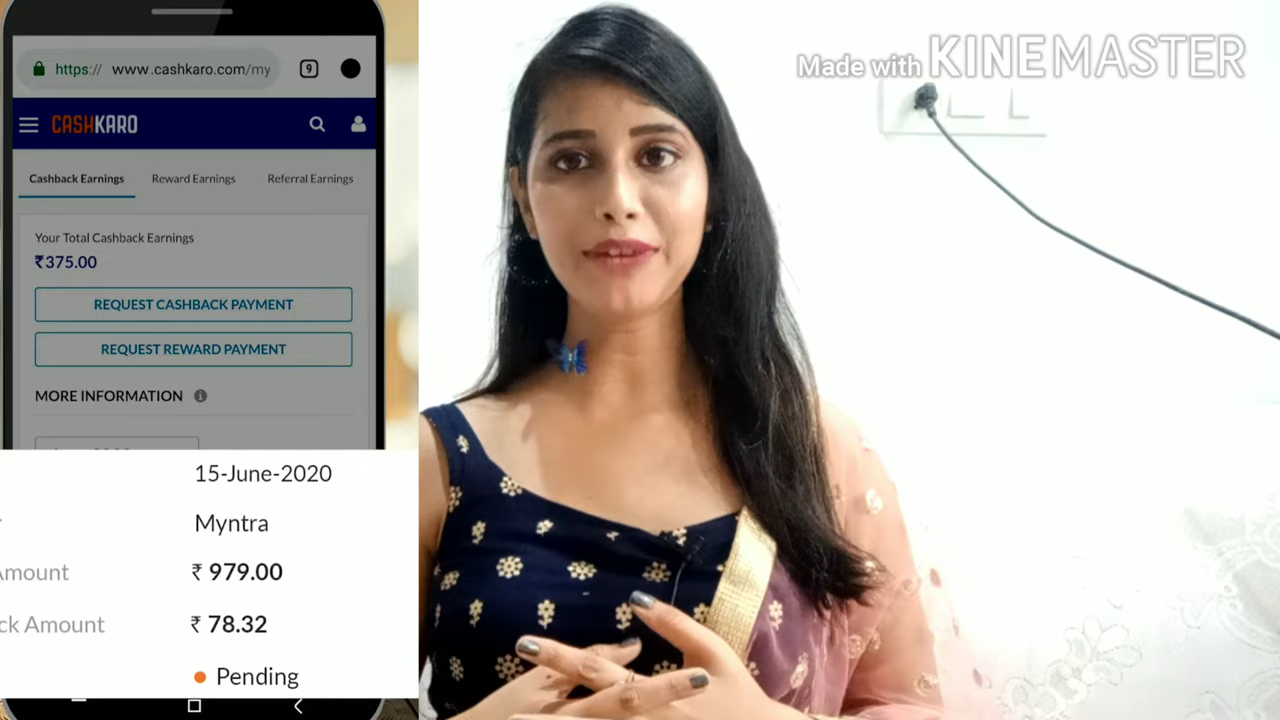 https:// www.cashkaro.com/my
9
CASHKARO
Cashback Earnings Reward Earnings Referral Earnings
Your Total Cashback Earnings
₹375.00
REQUEST CASHBACK PAYMENT
REQUEST REWARD PAYMENT
MORE INFORMATION
15-June-2020
Myntra
Amount ₹ 979.00
ck Amount ₹ 78.32
Pending
Made with KINEMASTER